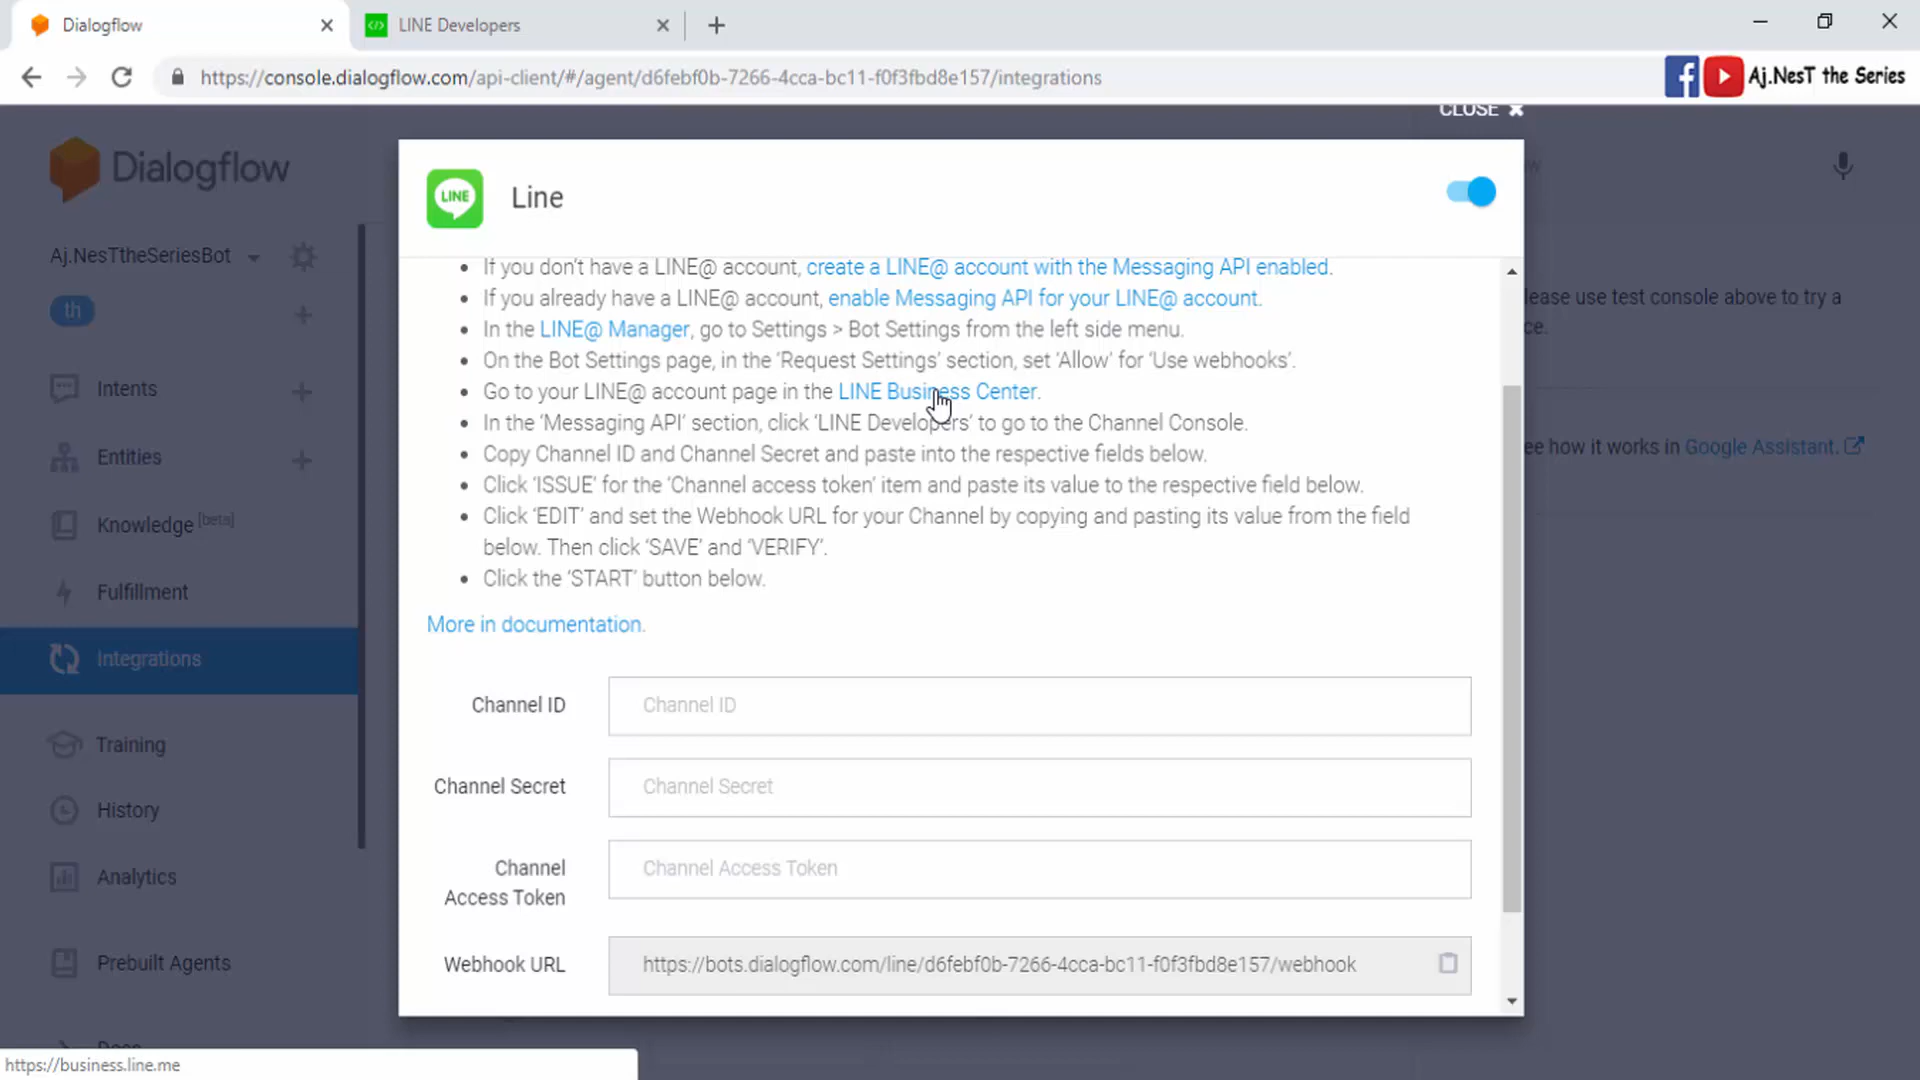 Dialogflow
LINE Developers
https://console.dialogflow.com/api-client/#/agent/d6febf0b-7266-4cca-bc11-f0f3fbd8e157/integrations
Aj.NesT the Series
CLOSE
Dialogflow
LINE
Line
Aj.NesTtheSeriesBot
th
Intents
Entities
Knowledge [beta]
Fulfillment
Integrations
Training
History
Analytics
Prebuilt Agents
If you don't have a LINE@ account, create a LINE@ account with the Messaging API enabled.
If you already have a LINE@ account, enable Messaging API for your LINE@ account.
In the LINE@ Manager, go to Settings > Bot Settings from the left side menu.
On the Bot Settings page, in the 'Request Settings' section, set 'Allow' for 'Use webhooks'.
Go to your LINE@ account page in the LINE Business Center.
In the 'Messaging API' section, click 'LINE Developers' to go to the Channel Console.
Copy Channel ID and Channel Secret and paste into the respective fields below.
Click 'ISSUE' for the 'Channel access token' item and paste its value to the respective field below.
Click 'EDIT' and set the Webhook URL for your Channel by copying and pasting its value from the field
below. Then click 'SAVE' and 'VERIFY'.
Click the 'START' button below.
More in documentation.
Channel ID
Channel ID
Channel Secret
Channel Secret
Channel
Access Token
Channel Access Token
Webhook URL
https://bots.dialogflow.com/line/d6febf0b-7266-4cca-bc11-f0f3fbd8e157/webhook
lease use test console above to try a
ce.
ee how it works in Google Assistant.
https://business.line.me